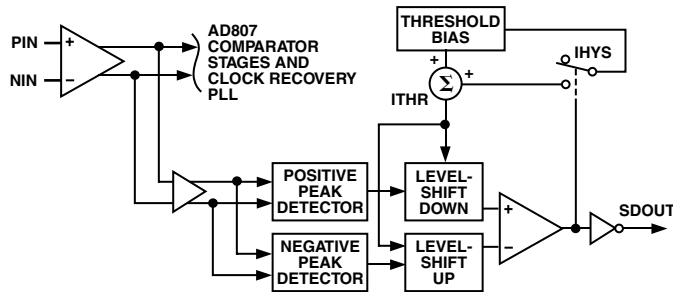 PIN
NIN
+
−
AD807
COMPARATOR
STAGES AND
CLOCK RECOVERY
PLL
THRESHOLD
BIAS
IHYS
+
+
Σ
ITHR
POSITIVE
PEAK
DETECTOR
LEVEL-
SHIFT
DOWN
NEGATIVE
PEAK
DETECTOR
LEVEL-
SHIFT
UP
+
−
SDOUT